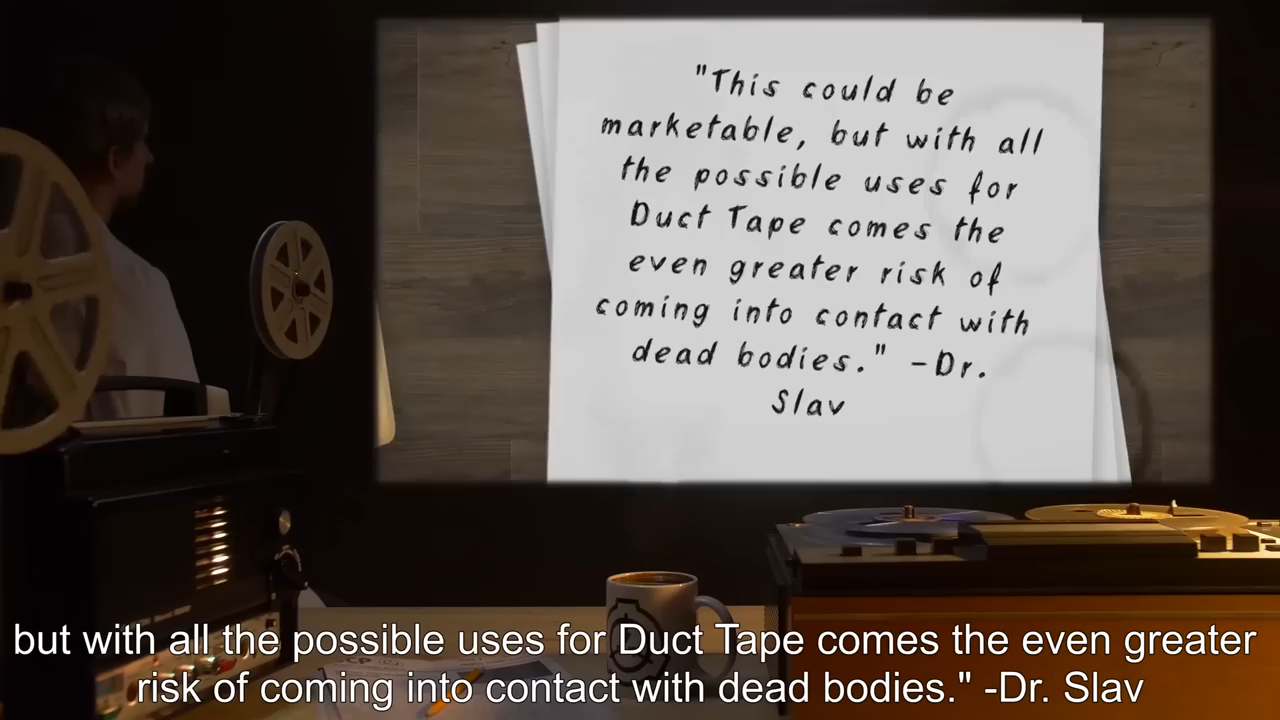 "This could be
marketable, but with all
the possible uses for
Duct Tape comes the
even greater risk of
coming into contact with
dead bodies." -Dr.
Slav
but with all the possible uses for Duct Tape comes the even greater
risk of coming into contact with dead bodies." -Dr. Slav